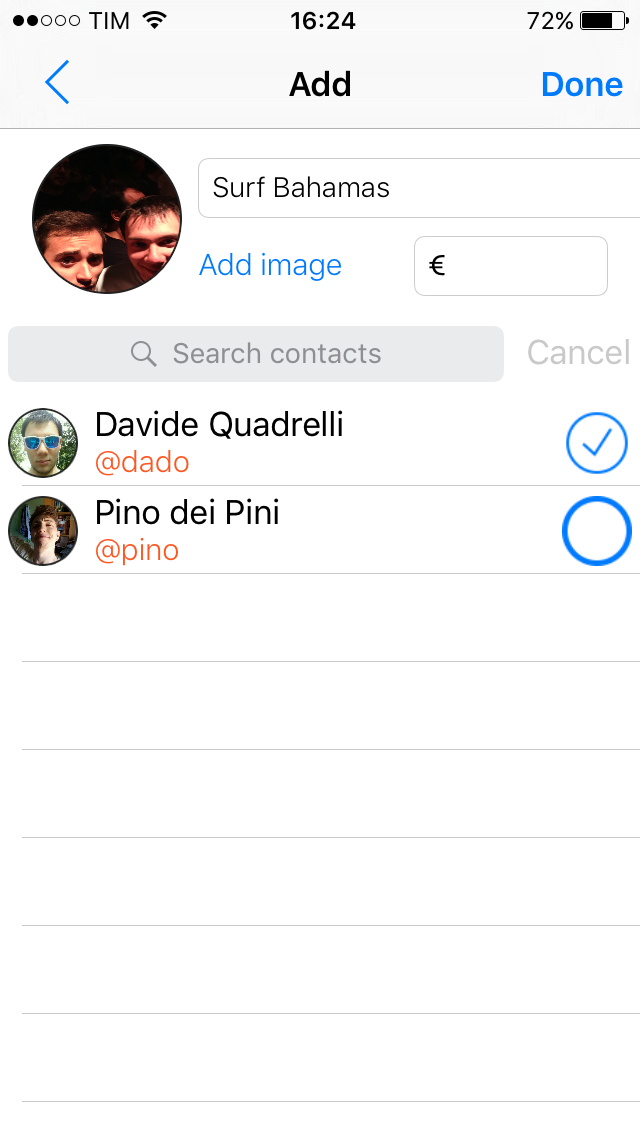 TIM 16:24 72%
Add Done
Surf Bahamas
Add image €
Search contacts Cancel
Davide Quadrelli
@dado
Pino dei Pini
@pino